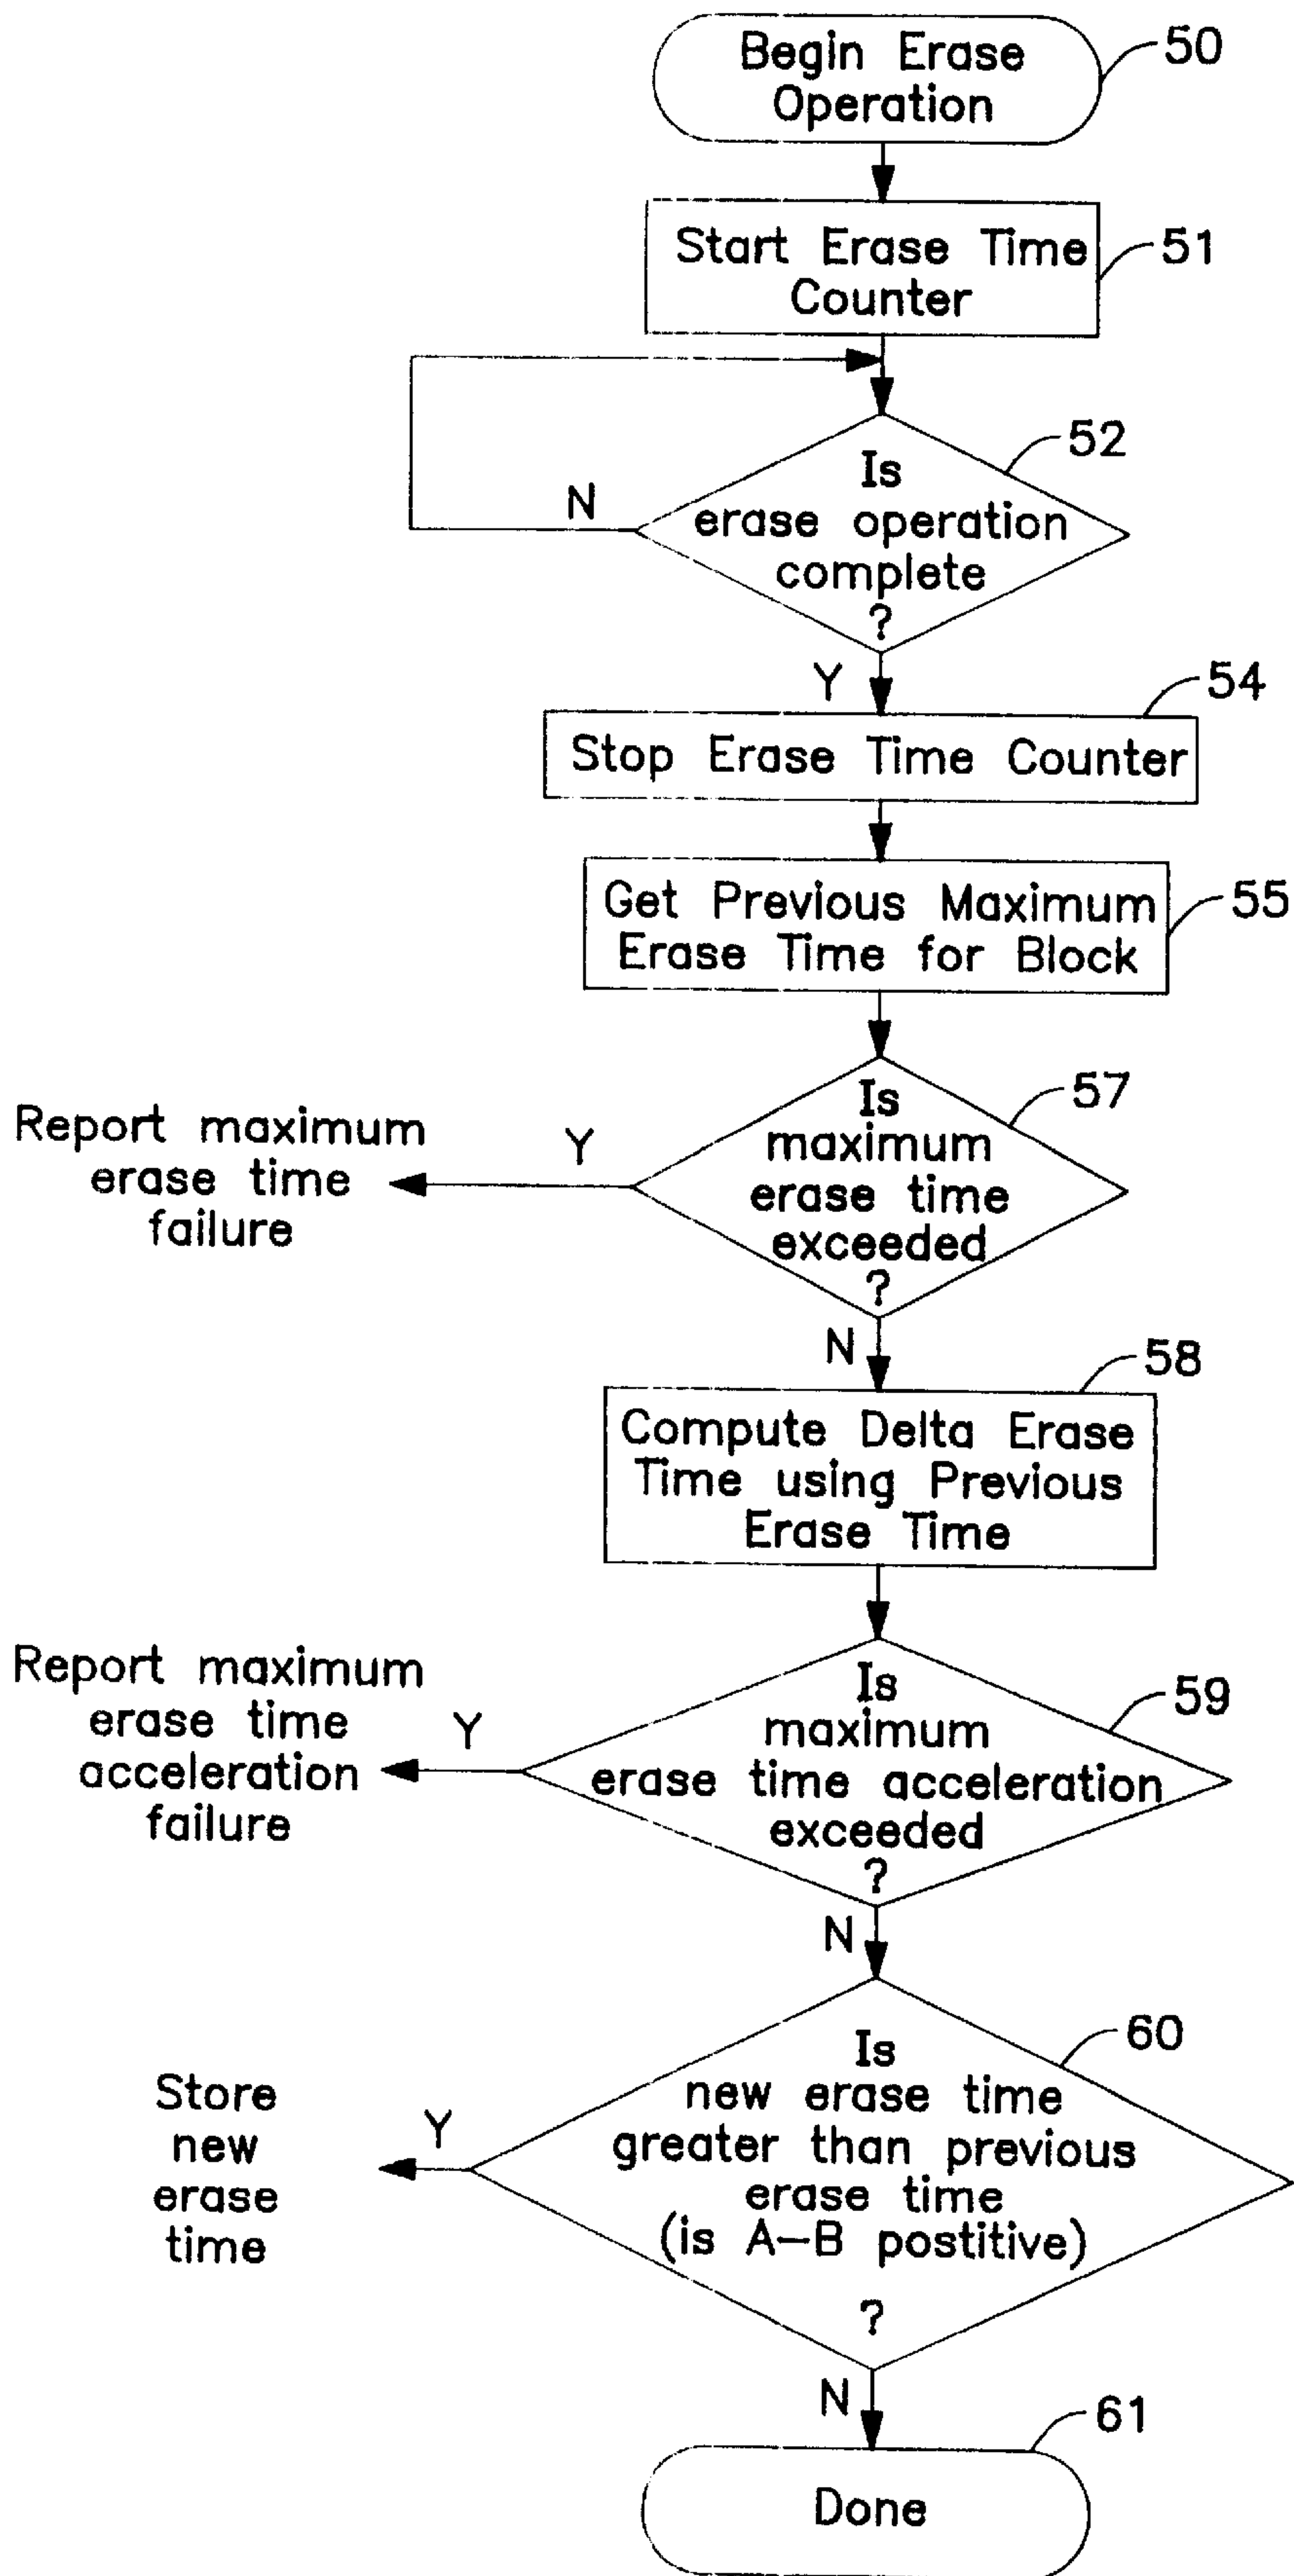 Begin Erase
Operation
50
Start Erase Time
Counter
51
52
Is
erase operation
complete
?
N
Y
54
Stop Erase Time Counter
Get Previous Maximum
Erase Time for Block
55
57
Is
maximum
erase time
exceeded
?
Y
Report maximum
erase time
failure
N
58
Compute Delta Erase
Time using Previous
Erase Time
59
Is
maximum
erase time acceleration
exceeded
?
Y
Report maximum
erase time
acceleration
failure
N
60
Is
new erase time
greater than previous
erase time
(is A-B postitive)
?
Y
Store
new
erase
time
N
61
Done